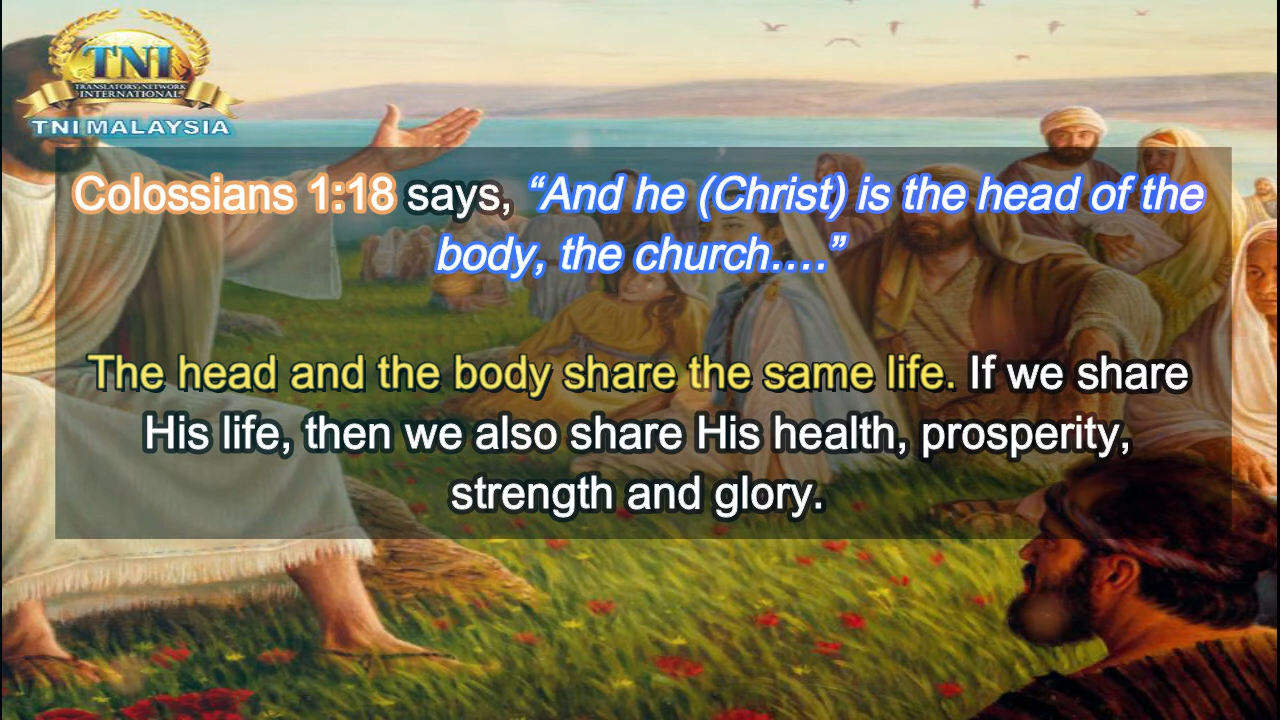 TNI
TRANSLATORS NETWORK
INTERNATIONAL
TNI MALAYSIA
Colossians 1:18 says, “And he (Christ) is the head of the
body, the church....”
The head and the body share the same life. If we share
His life, then we also share His health, prosperity,
strength and glory.